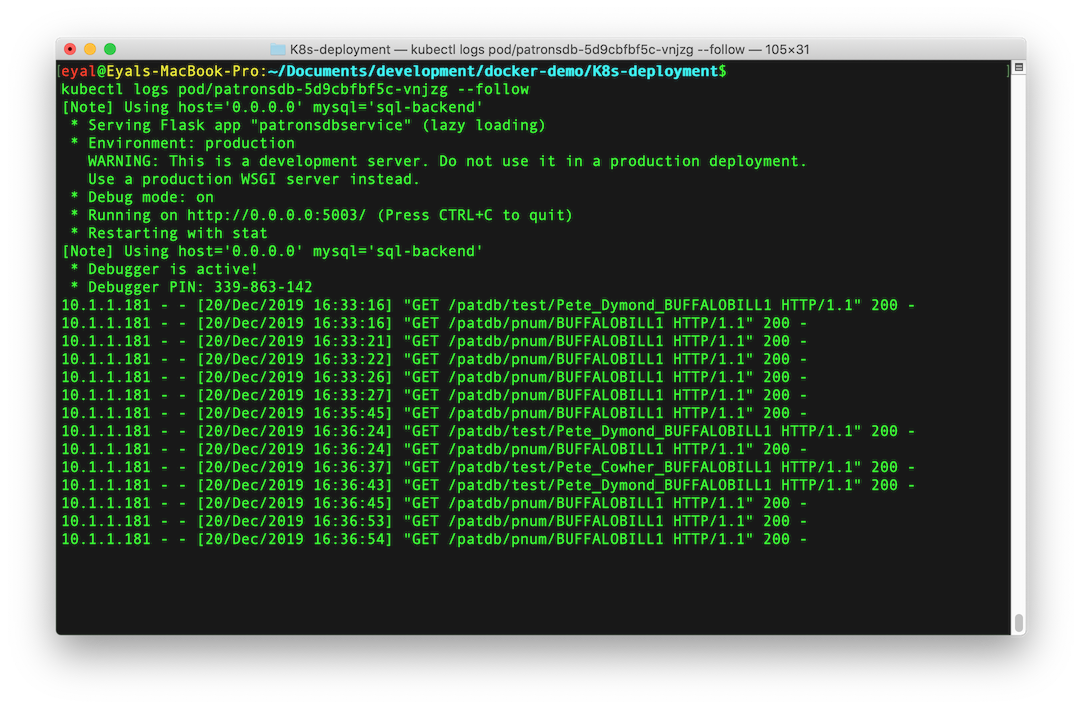 K8s-deployment — kubectl logs pod/patronsdb-5d9cbfbf5c-vnjzg --follow — 105×31
[eyal@Eyals-MacBook-Pro:~/Documents/development/docker-demo/K8s-deployment$ ]
kubectl logs pod/patronsdb-5d9cbfbf5c-vnjzg --follow
[Note] Using host='0.0.0.0' mysql='sql-backend'
 * Serving Flask app "patronsdbservice" (lazy loading)
 * Environment: production
   WARNING: This is a development server. Do not use it in a production deployment.
   Use a production WSGI server instead.
 * Debug mode: on
 * Running on http://0.0.0.0:5003/ (Press CTRL+C to quit)
 * Restarting with stat
[Note] Using host='0.0.0.0' mysql='sql-backend'
 * Debugger is active!
 * Debugger PIN: 339-863-142
10.1.1.181 - - [20/Dec/2019 16:33:16] "GET /patdb/test/Pete_Dymond_BUFFALOBILL1 HTTP/1.1" 200 -
10.1.1.181 - - [20/Dec/2019 16:33:16] "GET /patdb/pnum/BUFFALOBILL1 HTTP/1.1" 200 -
10.1.1.181 - - [20/Dec/2019 16:33:21] "GET /patdb/pnum/BUFFALOBILL1 HTTP/1.1" 200 -
10.1.1.181 - - [20/Dec/2019 16:33:22] "GET /patdb/pnum/BUFFALOBILL1 HTTP/1.1" 200 -
10.1.1.181 - - [20/Dec/2019 16:33:26] "GET /patdb/pnum/BUFFALOBILL1 HTTP/1.1" 200 -
10.1.1.181 - - [20/Dec/2019 16:33:27] "GET /patdb/pnum/BUFFALOBILL1 HTTP/1.1" 200 -
10.1.1.181 - - [20/Dec/2019 16:35:45] "GET /patdb/pnum/BUFFALOBILL1 HTTP/1.1" 200 -
10.1.1.181 - - [20/Dec/2019 16:36:24] "GET /patdb/test/Pete_Dymond_BUFFALOBILL1 HTTP/1.1" 200 -
10.1.1.181 - - [20/Dec/2019 16:36:24] "GET /patdb/pnum/BUFFALOBILL1 HTTP/1.1" 200 -
10.1.1.181 - - [20/Dec/2019 16:36:37] "GET /patdb/test/Pete_Cowher_BUFFALOBILL1 HTTP/1.1" 200 -
10.1.1.181 - - [20/Dec/2019 16:36:43] "GET /patdb/test/Pete_Dymond_BUFFALOBILL1 HTTP/1.1" 200 -
10.1.1.181 - - [20/Dec/2019 16:36:45] "GET /patdb/pnum/BUFFALOBILL1 HTTP/1.1" 200 -
10.1.1.181 - - [20/Dec/2019 16:36:53] "GET /patdb/pnum/BUFFALOBILL1 HTTP/1.1" 200 -
10.1.1.181 - - [20/Dec/2019 16:36:54] "GET /patdb/pnum/BUFFALOBILL1 HTTP/1.1" 200 -